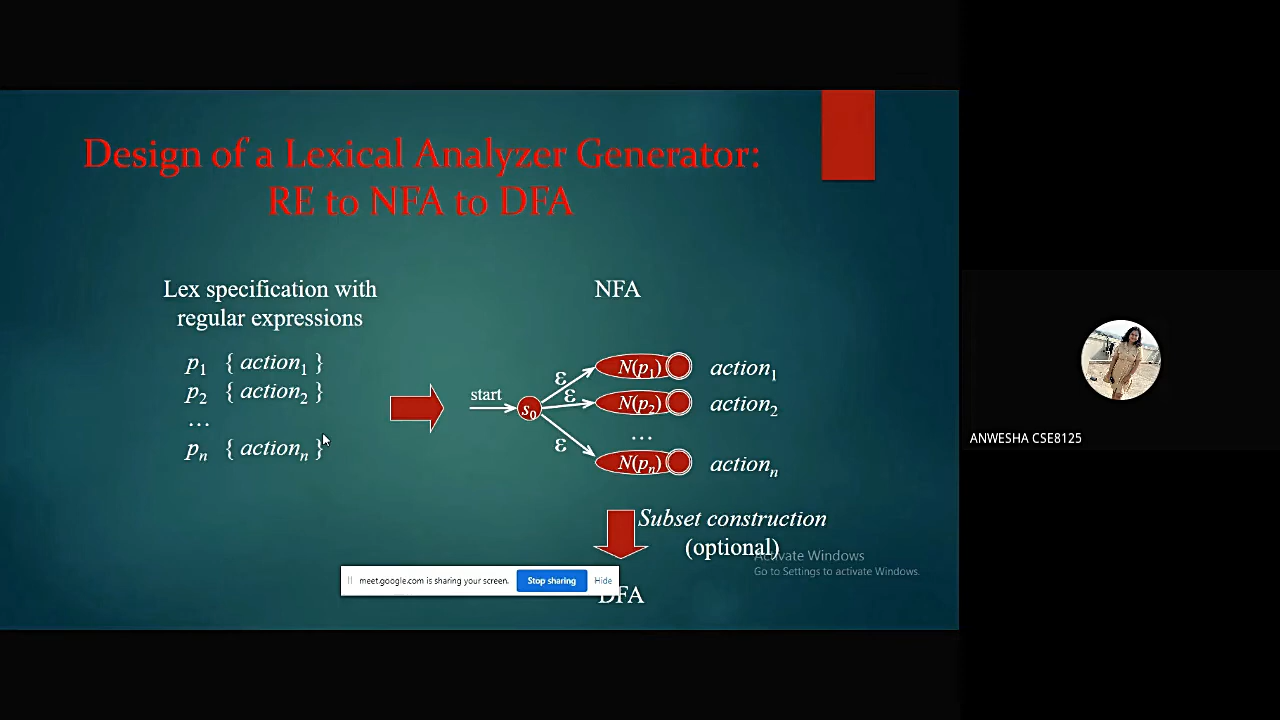 Design of a Lexical Analyzer Generator:
RE to NFA to DFA
Lex specification with
regular expressions
NFA
p1 { action1 }
p2 { action2 }
…
pn { actionn }
start
s0
ε
ε
ε
N(p1)
action1
N(p2)
action2
…
N(pn)
actionn
Subset construction
(optional)
Activate Windows
Go to Settings to activate Windows.
meet.google.com is sharing your screen.
Stop sharing
Hide
DFA
ANWESHA CSE8125